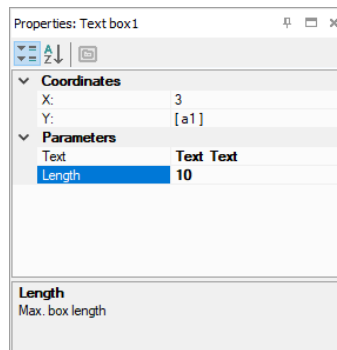 Properties: Text box1
Coordinates
X: 3
Y: [a1]
Parameters
Text Text Text
Length 10
Length
Max. box length